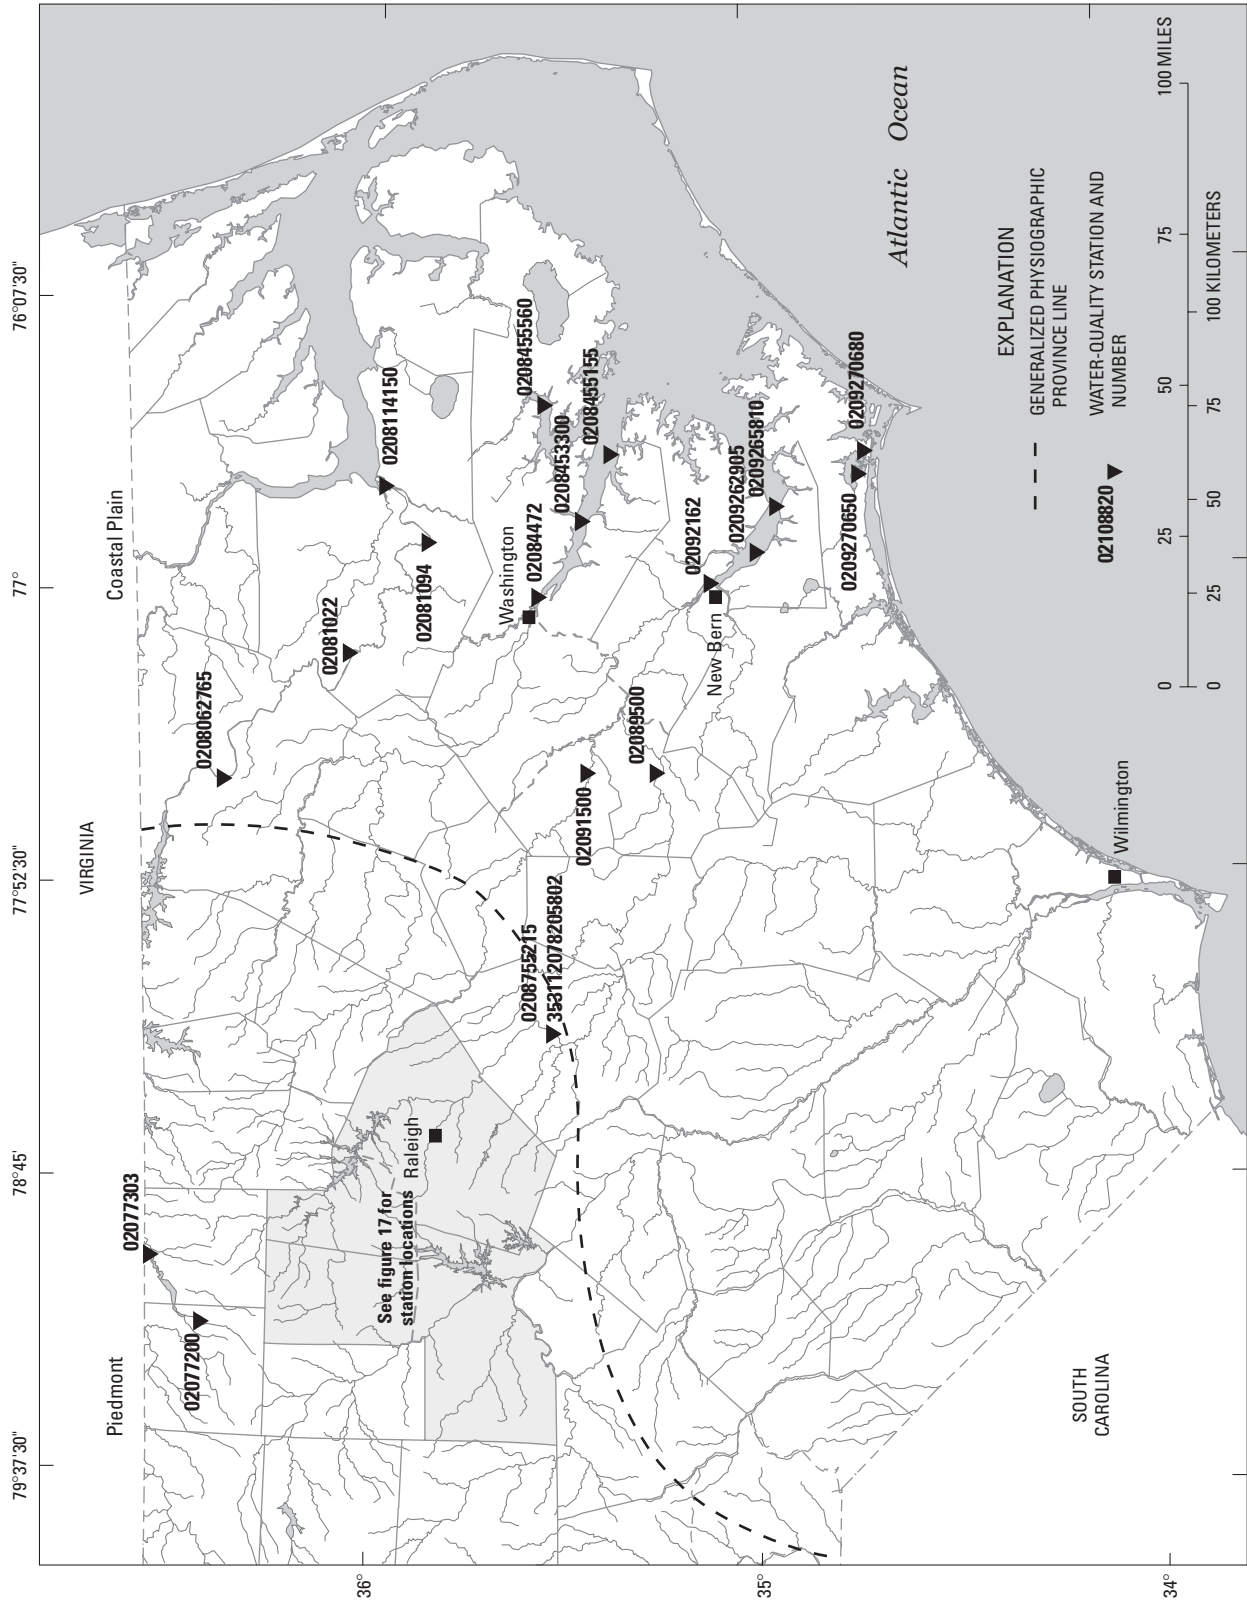 79°37'30"
78°45'
77°52'30"
77°
76°07'30"
36°
35°
34°
Piedmont
VIRGINIA
Coastal Plain
02077200
02077303
0208062765
02081022
02081094
0208114150
See figure 17 for
station locations
Raleigh
0208755215
353112078205802
02091500
02089500
Washington
02084472
0208453300
0208455155
0208455560
New Bern
02092162
0209262905
0209265810
0209270650
0209270680
Wilmington
SOUTH
CAROLINA
Atlantic Ocean
EXPLANATION
GENERALIZED PHYSIOGRAPHIC
PROVINCE LINE
02108820
WATER-QUALITY STATION AND
NUMBER
0 25 50 75 100 MILES
0 25 50 75 100 KILOMETERS